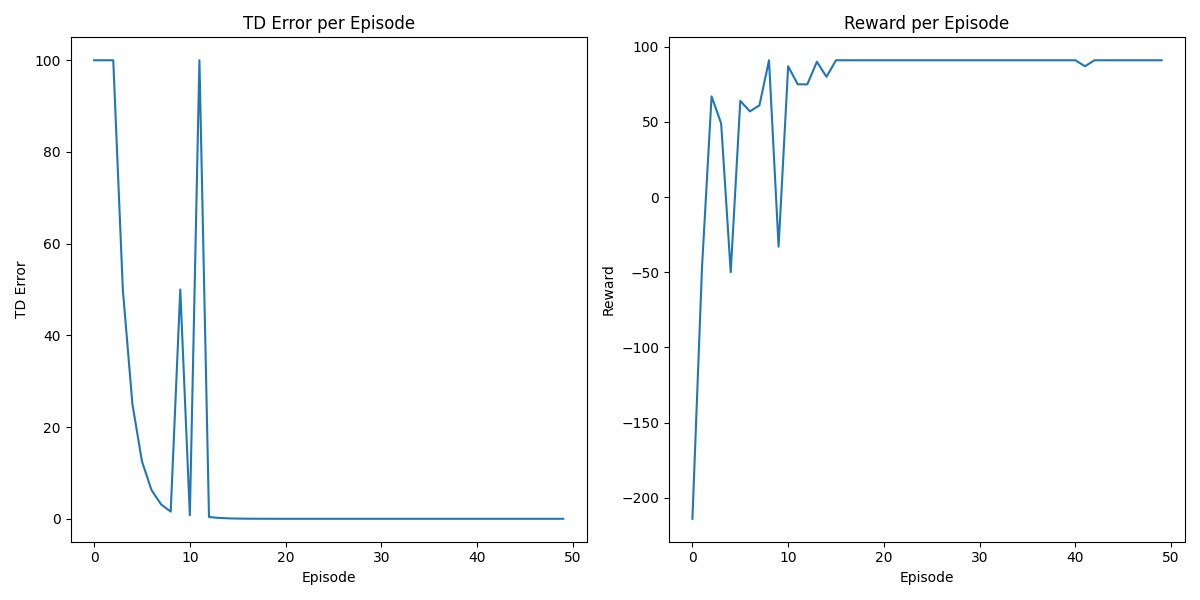 TD Error per Episode
TD Error
100
80
60
40
20
0
0 10 20 30 40 50
Episode
Reward per Episode
Reward
100
50
0
−50
−100
−150
−200
0 10 20 30 40 50
Episode